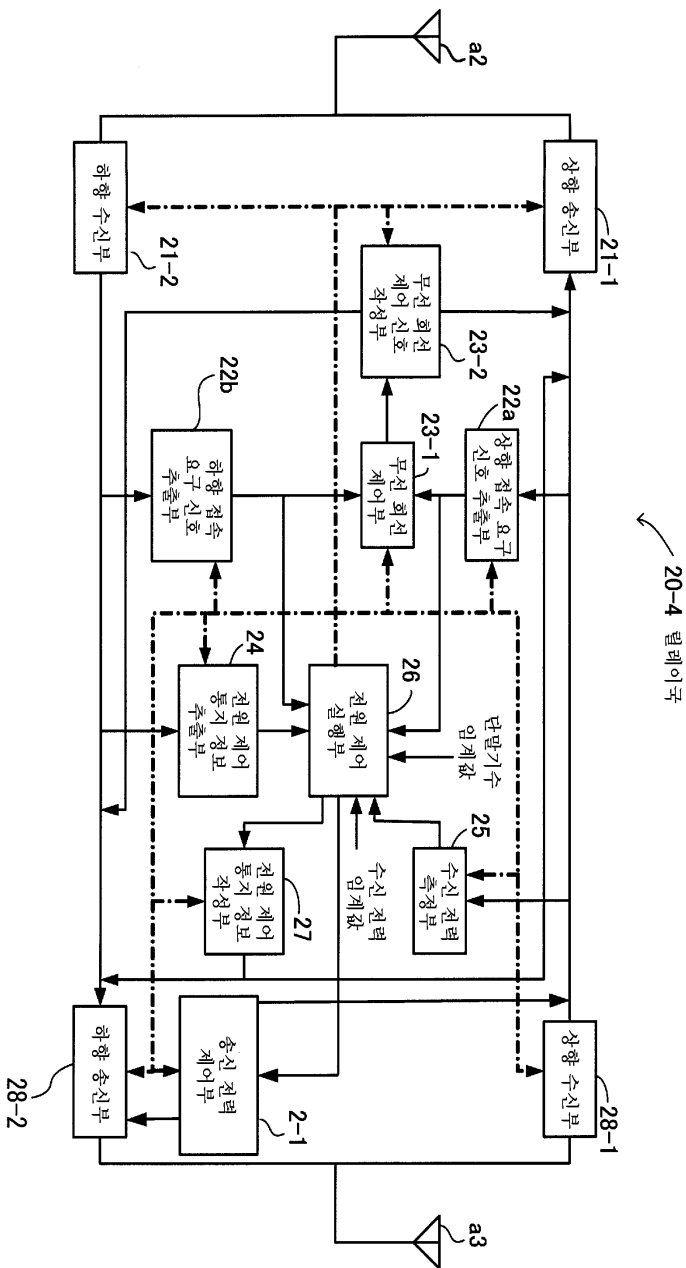 20-4 릴레이국
a2
a3
21-1
상향 송신부
28-1
상향 수신부
22a
상향 접속 요구
신호 추출부
25
수신 전력
측정부
23-2
무선 회선
제어 신호
작성부
23-1
무선 회선
제어부
단말기수
임계값
수신 전력
임계값
26
전원 제어
실행부
22b
하향 접속
요구 신호
추출부
24
전원 제어
통지 정보
추출부
전원 제어
통지 정보
작성부
27
송신 전력
제어부
2-1
하향 수신부
21-2
하향 송신부
28-2